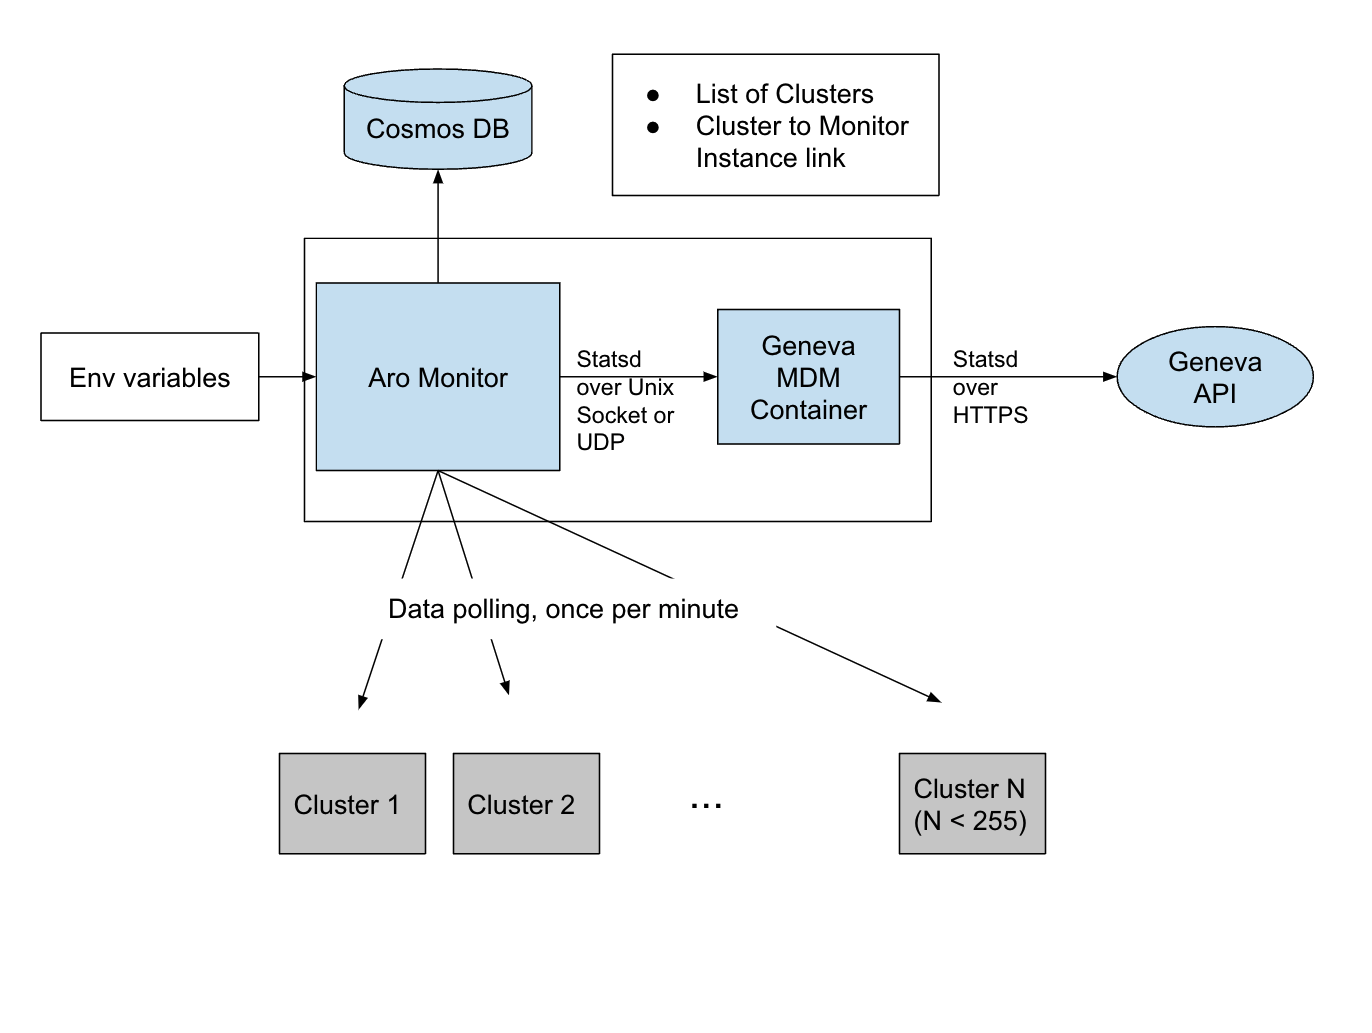 Cosmos DB
● List of Clusters
● Cluster to Monitor
Instance link
Env variables
Aro Monitor
Statsd
over Unix
Socket or
UDP
Geneva
MDM
Container
Statsd
over
HTTPS
Geneva
API
Data polling, once per minute
Cluster 1
Cluster 2
...
Cluster N
(N < 255)